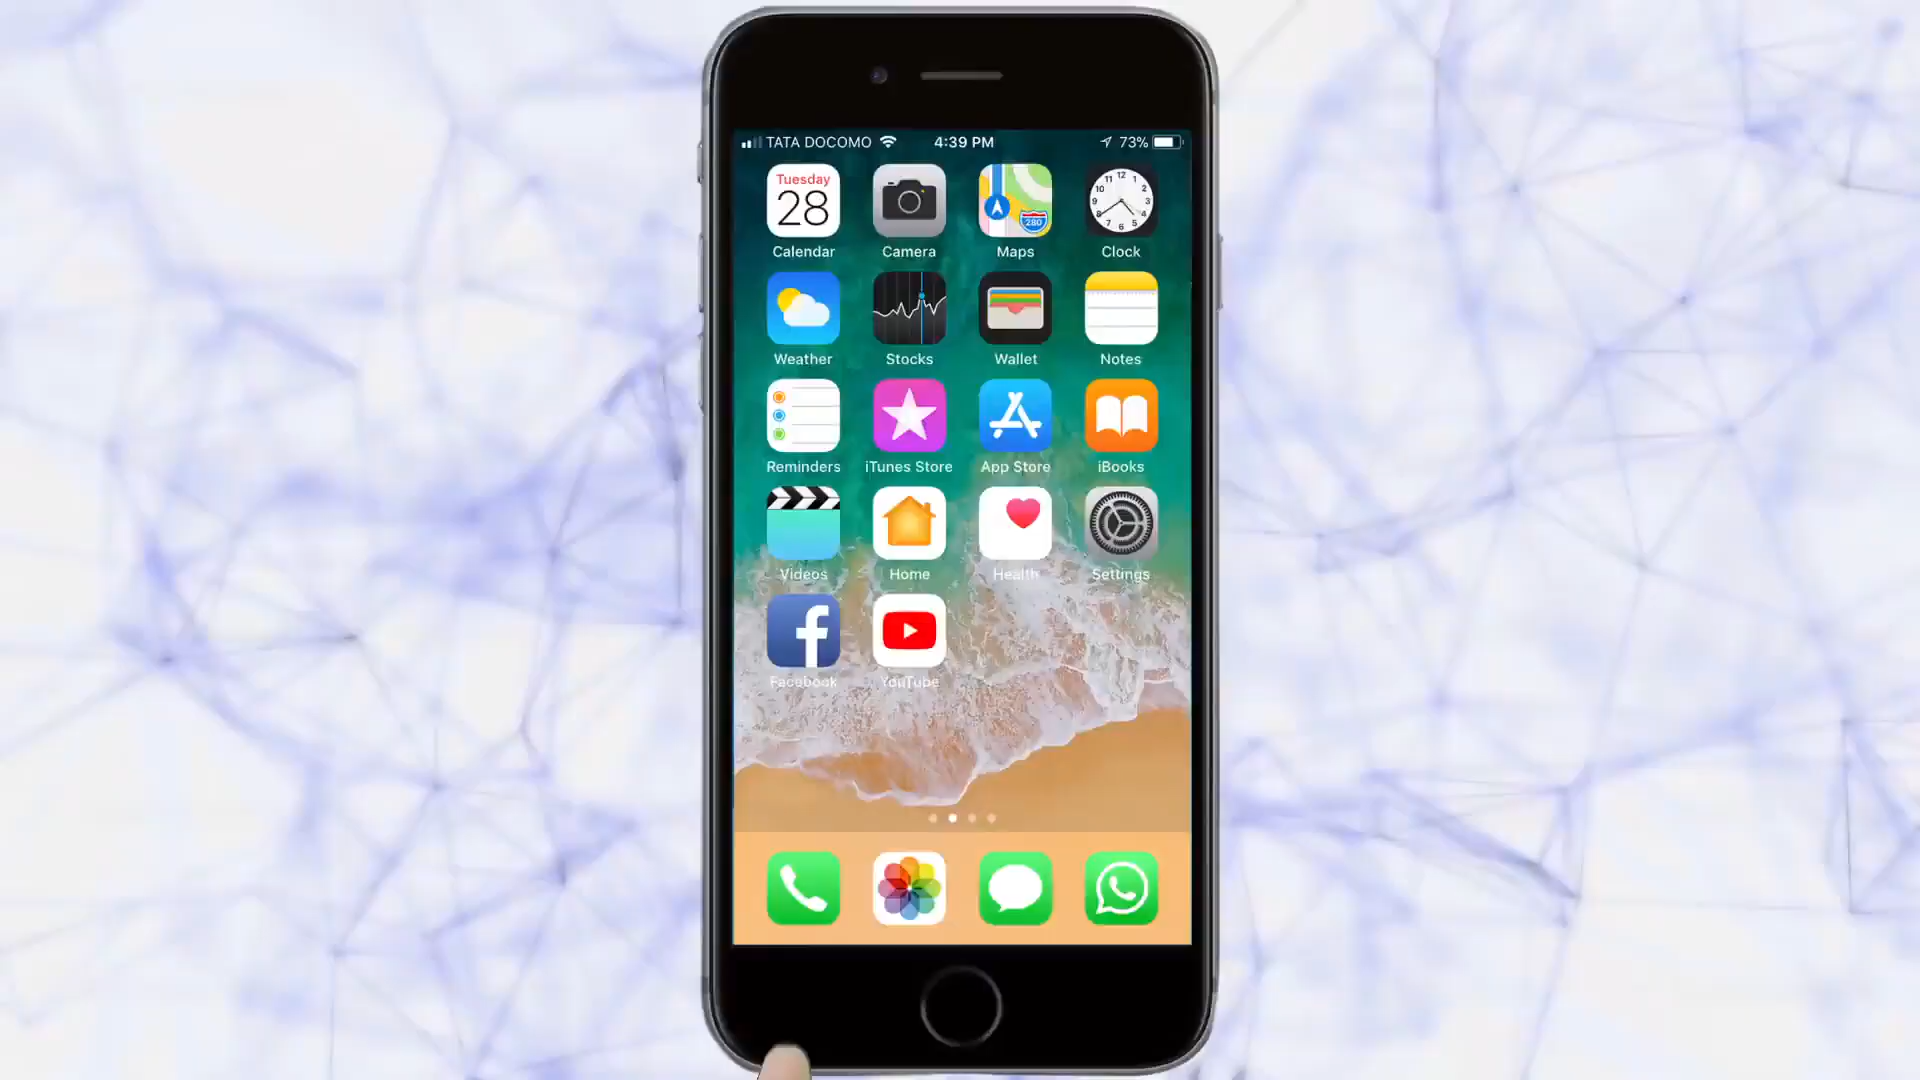 TATA DOCOMO 4:39 PM 73%
Tuesday
28
280
Calendar Camera Maps Clock
Weather Stocks Wallet Notes
Reminders iTunes Store App Store iBooks
Videos Home Health Settings
Facebook YouTube